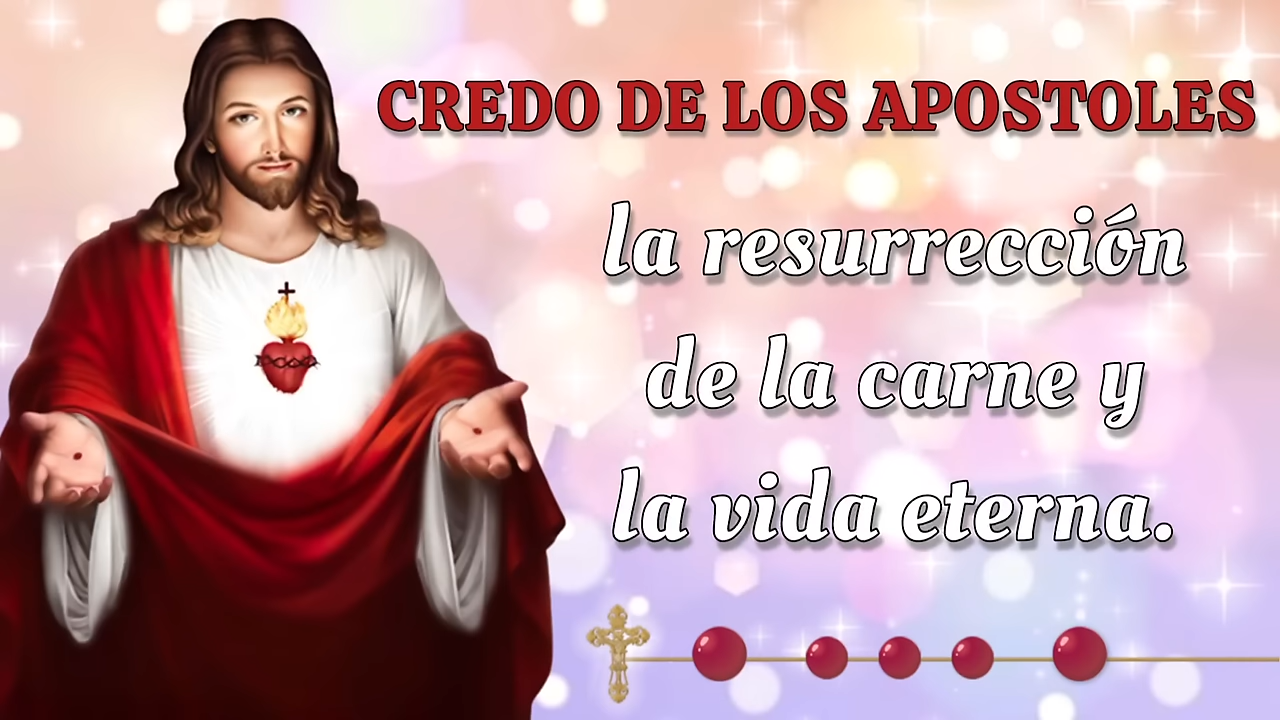 CREDO DE LOS APOSTOLES
la resurrección
de la carne y
la vida eterna.